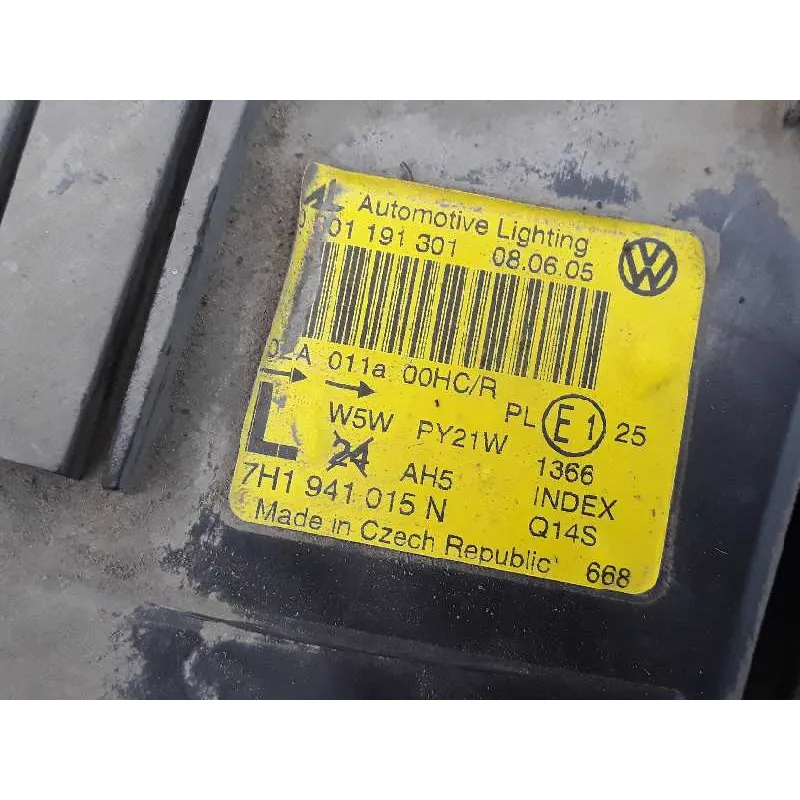 AL Automotive Lighting
301 191 301 08.06.05
02A 011a 00HC/R
PL E1 25
L W5W PY21W 1366
24 AH5 INDEX
7H1 941 015 N Q14S
Made in Czech Republic 668